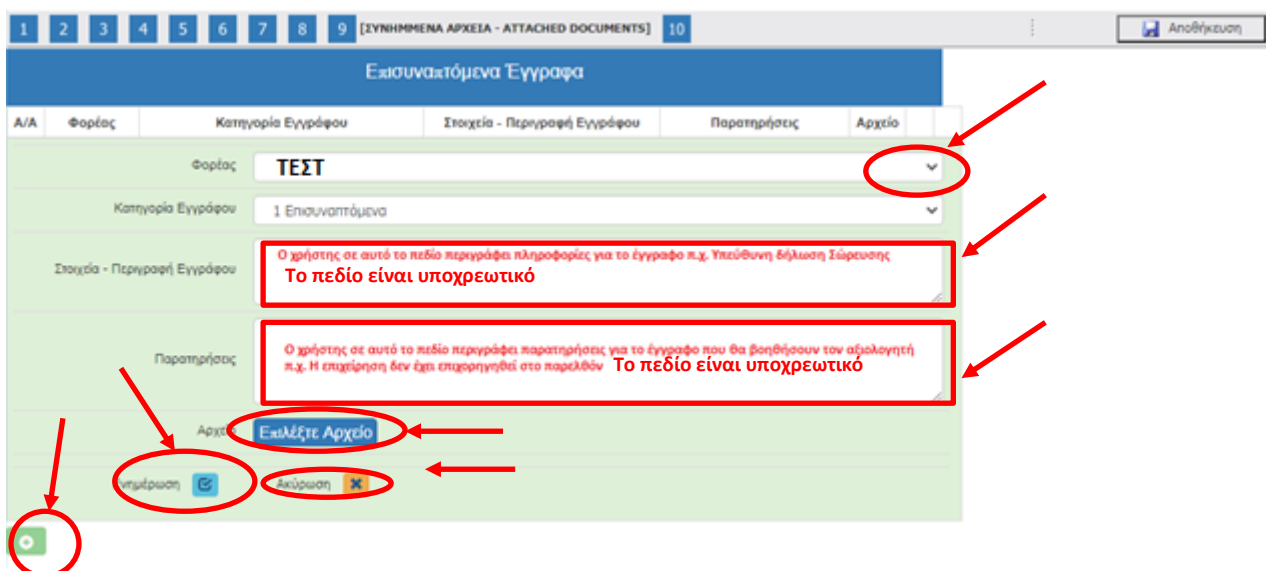 1 2 3 4 5 6 7 8 9 [ΣΥΝΗΜΜΕΝΑ ΑΡΧΕΙΑ - ATTACHED DOCUMENTS] 10 Αποθήκευση
Επισυναπτόμενα Έγγραφα
Α/Α Φορέας Κατηγορία Εγγράφου Στοιχεία - Περιγραφή Εγγράφου Παρατηρήσεις Αρχείο
Φορέας ΤΕΣΤ
Κατηγορία Εγγράφου 1 Επισυναπτόμενα
Ο χρήστης σε αυτό το πεδίο περιγράφει πληροφορίες για το έγγραφο π.χ. Υπεύθυνη δήλωση Σώρευσης
Στοιχεία - Περιγραφή Εγγράφου Το πεδίο είναι υποχρεωτικό
Ο χρήστης σε αυτό το πεδίο περιγράφει παρατηρήσεις για το έγγραφο που θα βοηθήσουν τον αξιολογητή
Παρατηρήσεις π.χ. Η επιχείρηση δεν έχει επιχορηγηθεί στο παρελθόν Το πεδίο είναι υποχρεωτικό
Αρχείο Επιλέξτε Αρχείο
Ενημέρωση Ακύρωση